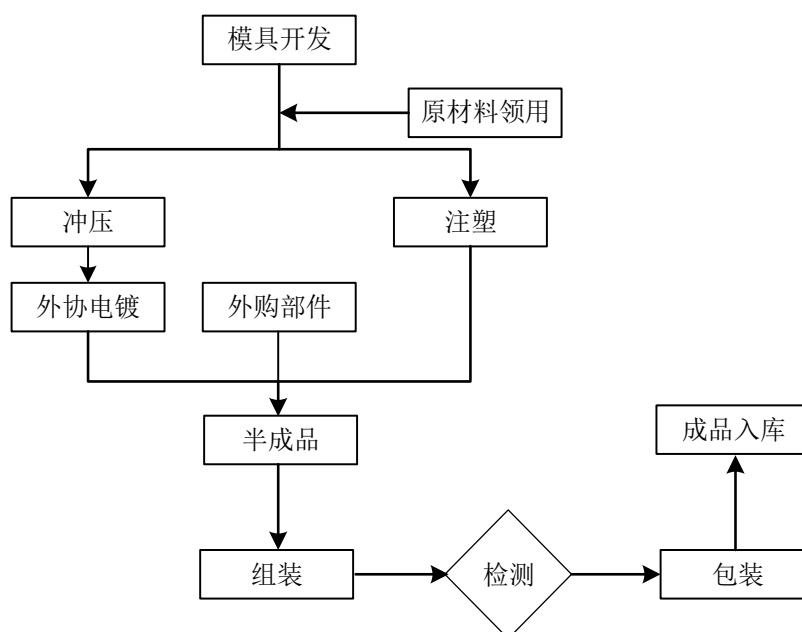 模具开发
原材料领用
冲压
注塑
外协电镀
外购部件
半成品
成品入库
组装
检测
包装